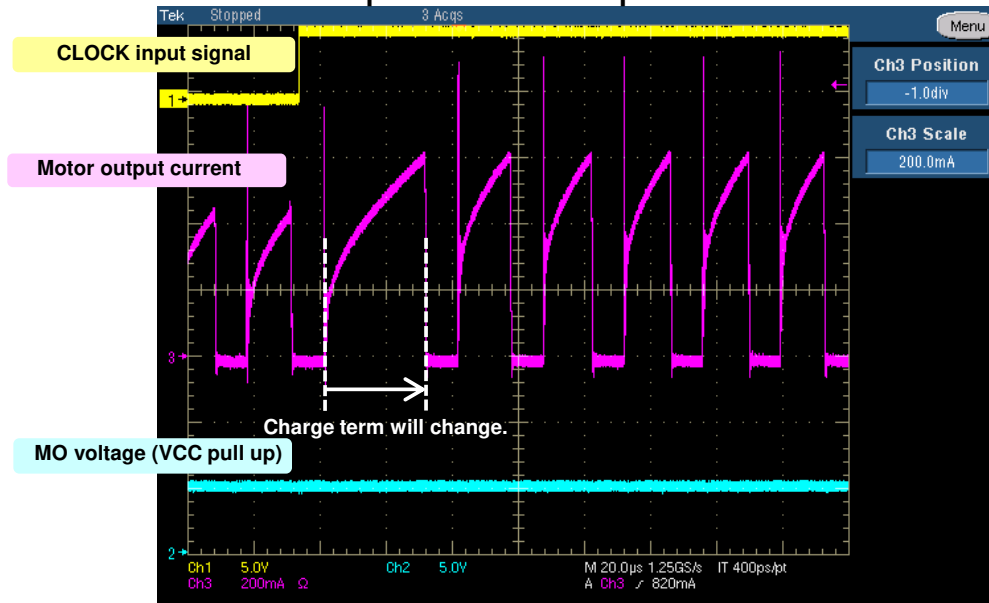 Tek Stopped 3 Acqs
Menu
CLOCK input signal
Ch3 Position
-1.0div
1
Ch3 Scale
200.0mA
Motor output current
3
Charge term will change.
MO voltage (VCC pull up)
2
Ch1 5.0V Ch2 5.0V M 20.0µs 1.25GS/s IT 400ps/pt
Ch3 200mA Ω A Ch3 ∕ 820mA